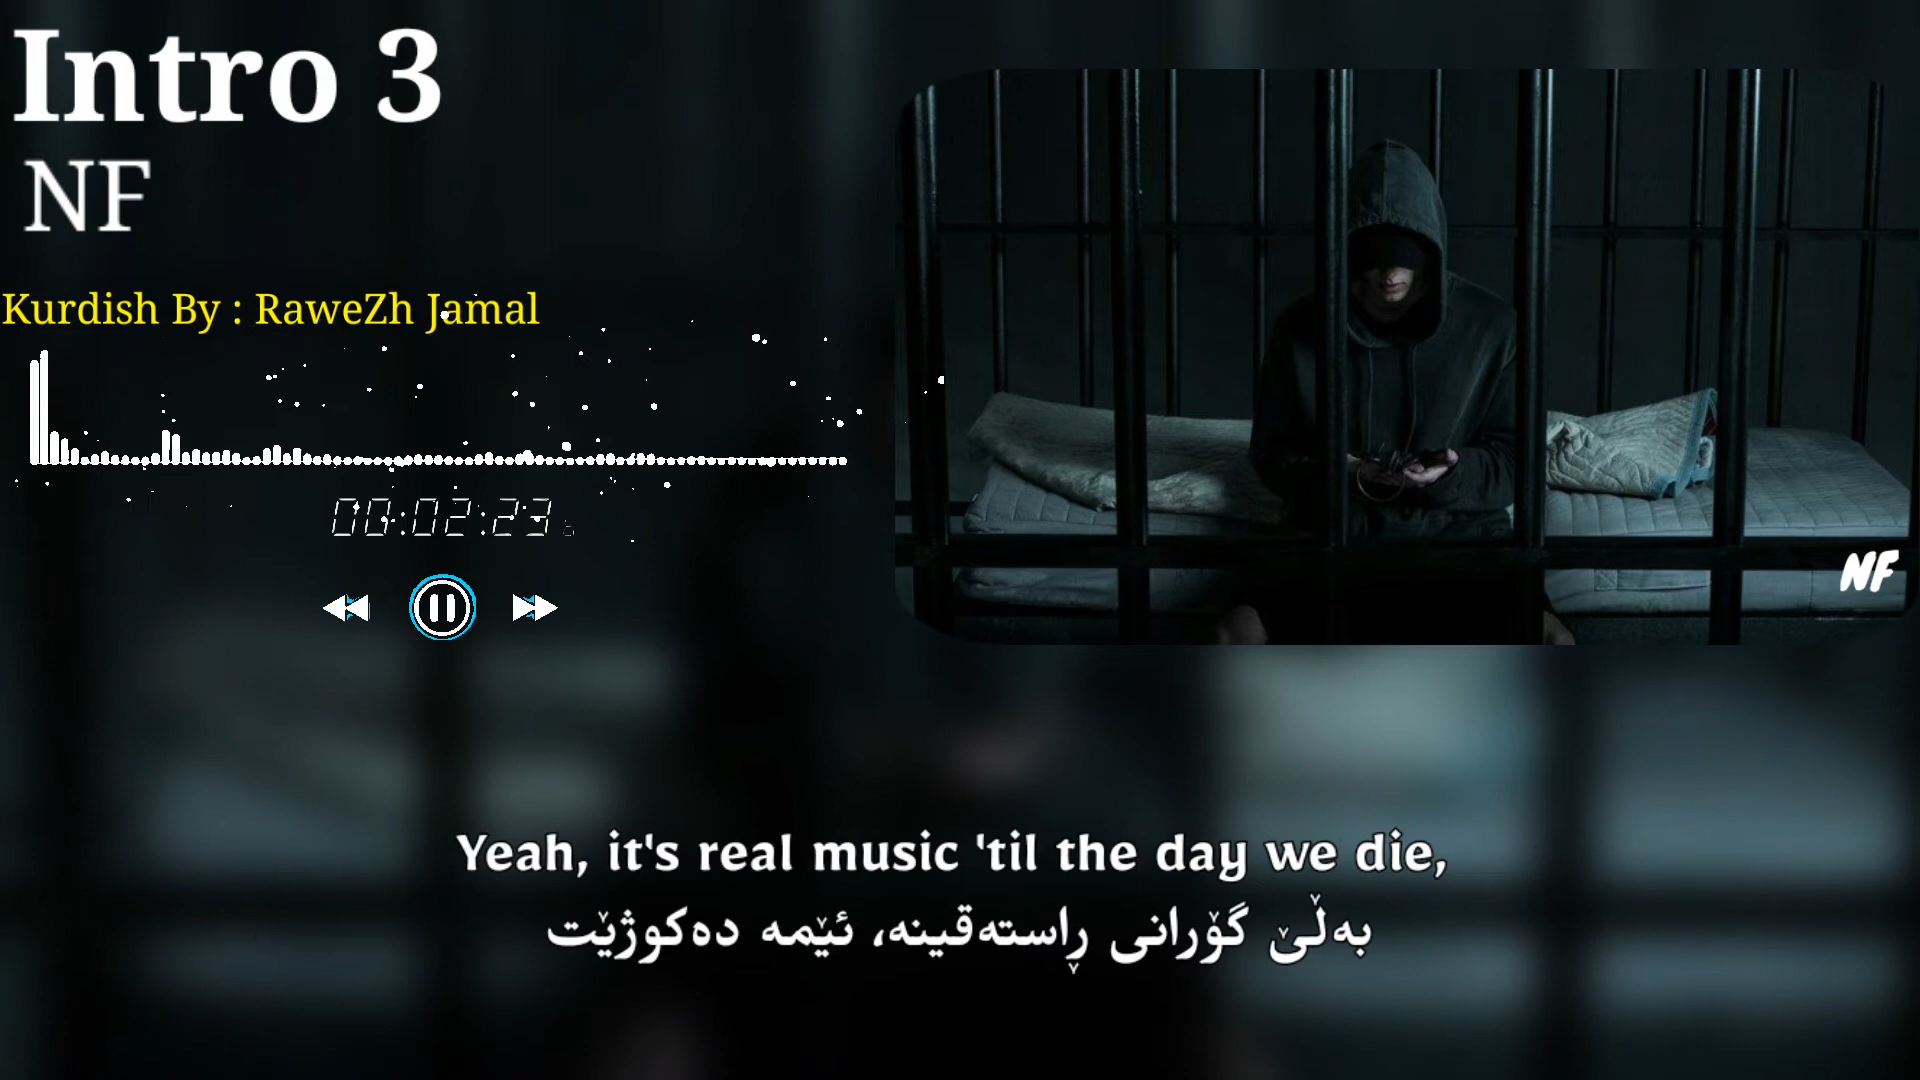 Intro 3
NF
Kurdish By : RaweZh Jamal
00:02:23
NF
Yeah, it's real music 'til the day we die,
بەڵێ گۆرانی ڕاستەقینە، ئێمە دەکوژێت